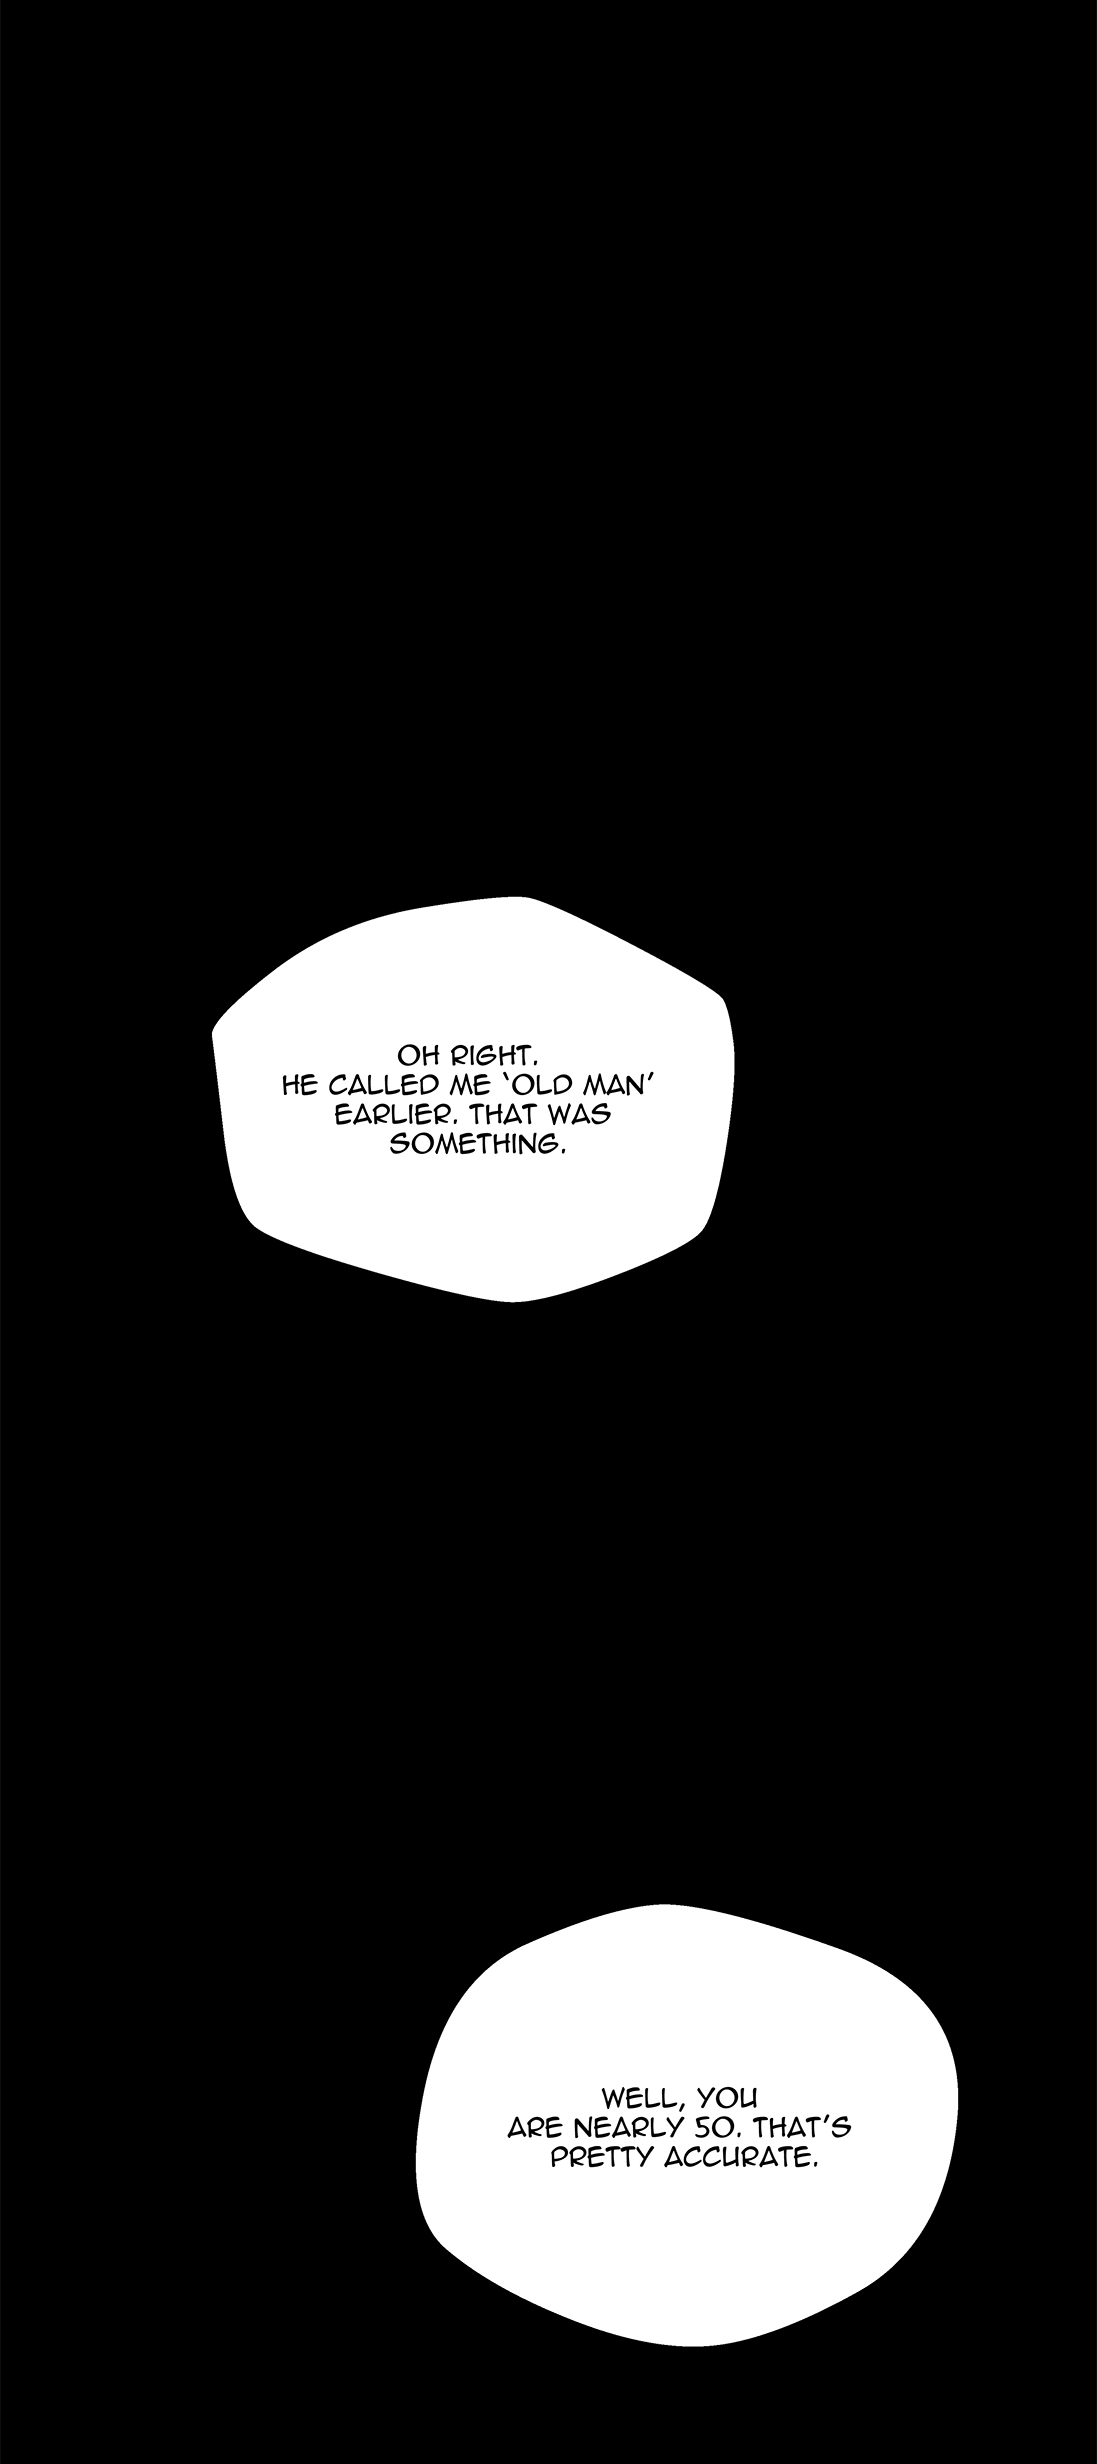 OH RIGHT.
HE CALLED ME 'OLD MAN'
EARLIER. THAT WAS
SOMETHING.
WELL, YOU
ARE NEARLY 50. THAT'S
PRETTY ACCURATE.